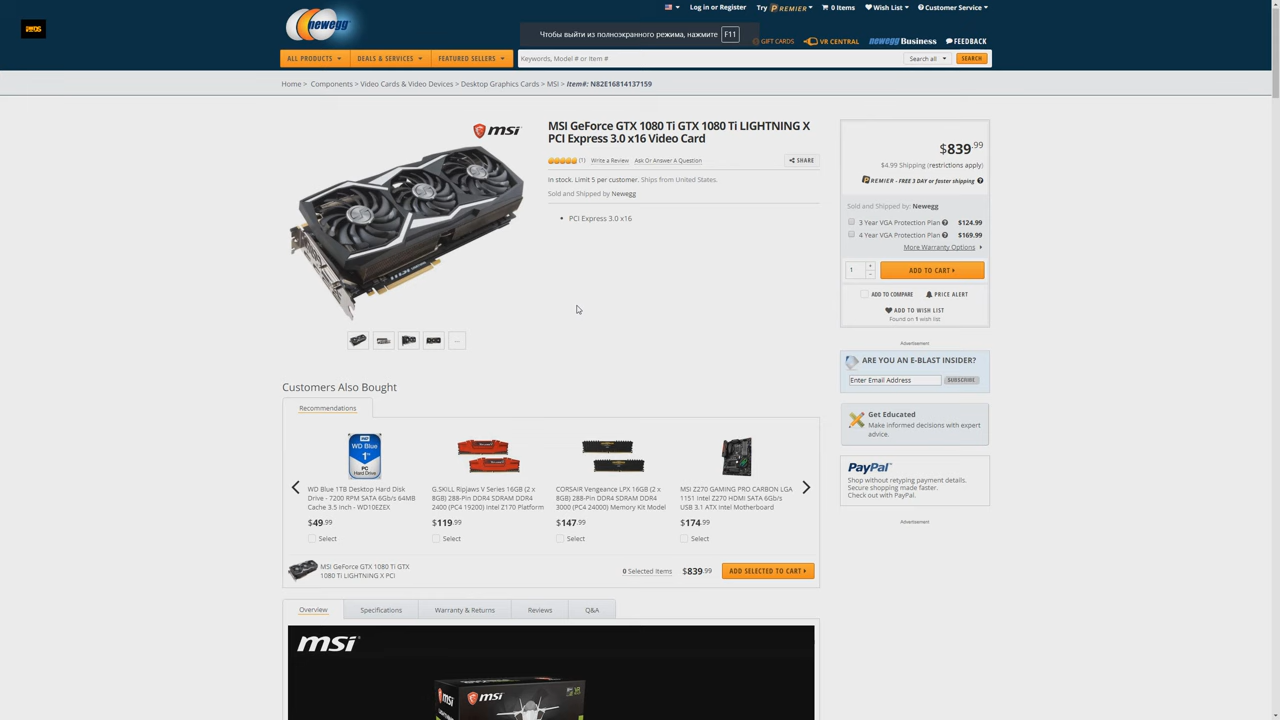 Log in or Register
Try PREMIER
0 Items
Wish List
Customer Service
newegg
Чтобы выйти из полноэкранного режима, нажмите F11
GIFT CARDS
VR CENTRAL
newegg Business
FEEDBACK
ALL PRODUCTS
DEALS & SERVICES
FEATURED SELLERS
Keywords, Model # or Item #
Search all
SEARCH
Home > Components > Video Cards & Video Devices > Desktop Graphics Cards > MSI > Item#: N82E16814137159
msi
MSI GeForce GTX 1080 Ti GTX 1080 Ti LIGHTNING X
PCI Express 3.0 x16 Video Card
(1) Write a Review Ask Or Answer A Question
SHARE
In stock. Limit 5 per customer. Ships from United States.
Sold and Shipped by Newegg
• PCI Express 3.0 x16
$839.99
$4.99 Shipping (restrictions apply)
PREMIER - FREE 3 DAY or faster shipping
Sold and Shipped by: Newegg
3 Year VGA Protection Plan $124.99
4 Year VGA Protection Plan $169.99
More Warranty Options
1
ADD TO CART
ADD TO COMPARE
PRICE ALERT
ADD TO WISH LIST
Found on 1 wish list
Advertisement
ARE YOU AN E-BLAST INSIDER?
Enter Email Address
SUBSCRIBE
Get Educated
Make informed decisions with expert
advice.
PayPal
Shop without retyping payment details.
Secure shopping made faster.
Check out with PayPal.
Advertisement
...
Customers Also Bought
Recommendations
WD Blue
PC
Hard Drive
WD Blue 1TB Desktop Hard Disk
Drive - 7200 RPM SATA 6Gb/s 64MB
Cache 3.5 Inch - WD10EZEX
$49.99
Select
G.SKILL Ripjaws V Series 16GB (2 x
8GB) 288-Pin DDR4 SDRAM DDR4
2400 (PC4 19200) Intel Z170 Platform
$119.99
Select
CORSAIR Vengeance LPX 16GB (2 x
8GB) 288-Pin DDR4 SDRAM DDR4
3000 (PC4 24000) Memory Kit Model
$147.99
Select
MSI Z270 GAMING PRO CARBON LGA
1151 Intel Z270 HDMI SATA 6Gb/s
USB 3.1 ATX Intel Motherboard
$174.99
Select
MSI GeForce GTX 1080 Ti GTX
1080 Ti LIGHTNING X PCI
0 Selected Items
$839.99
ADD SELECTED TO CART
Overview
Specifications
Warranty & Returns
Reviews
Q&A
msi
msi